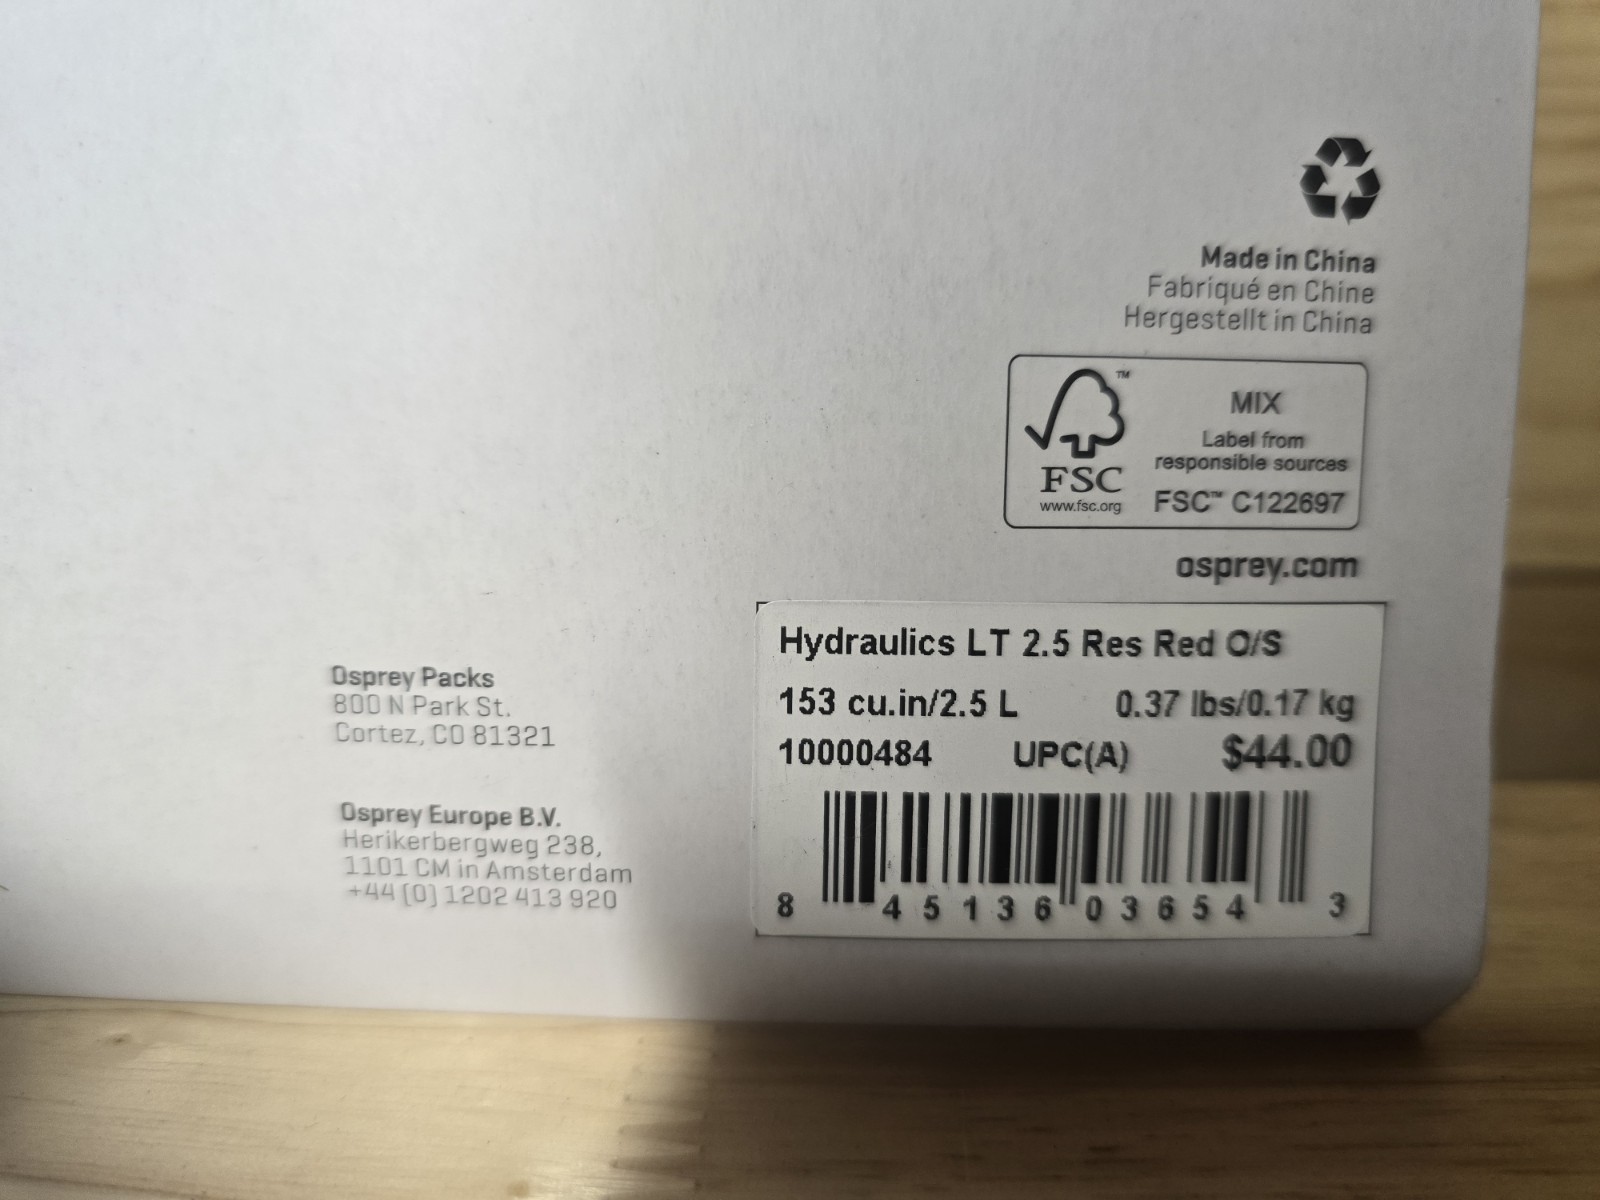 Made in China
Fabriqué en Chine
Hergestellt in China
™
FSC
www.fsc.org
MIX
Label from
responsible sources
FSC™ C122697
osprey.com
Osprey Packs
800 N Park St.
Cortez, CO 81321
Osprey Europe B.V.
Herikerbergweg 238,
1101 CM in Amsterdam
+44 (0) 1202 413 920
Hydraulics LT 2.5 Res Red O/S
153 cu.in/2.5 L 0.37 lbs/0.17 kg
10000484 UPC(A) $44.00
8 45136 03654 3